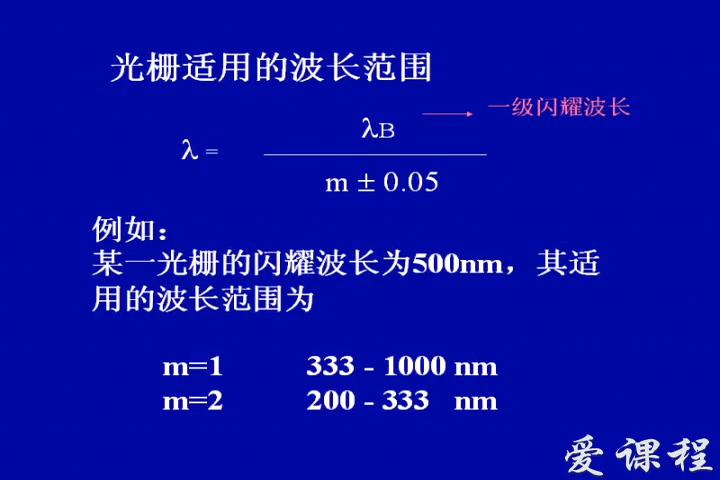 光栅适用的波长范围
一级闪耀波长
λB
λ =
m ± 0.05
例如：
某一光栅的闪耀波长为500nm，其适
用的波长范围为
m=1 333 - 1000 nm
m=2 200 - 333 nm
爱课程